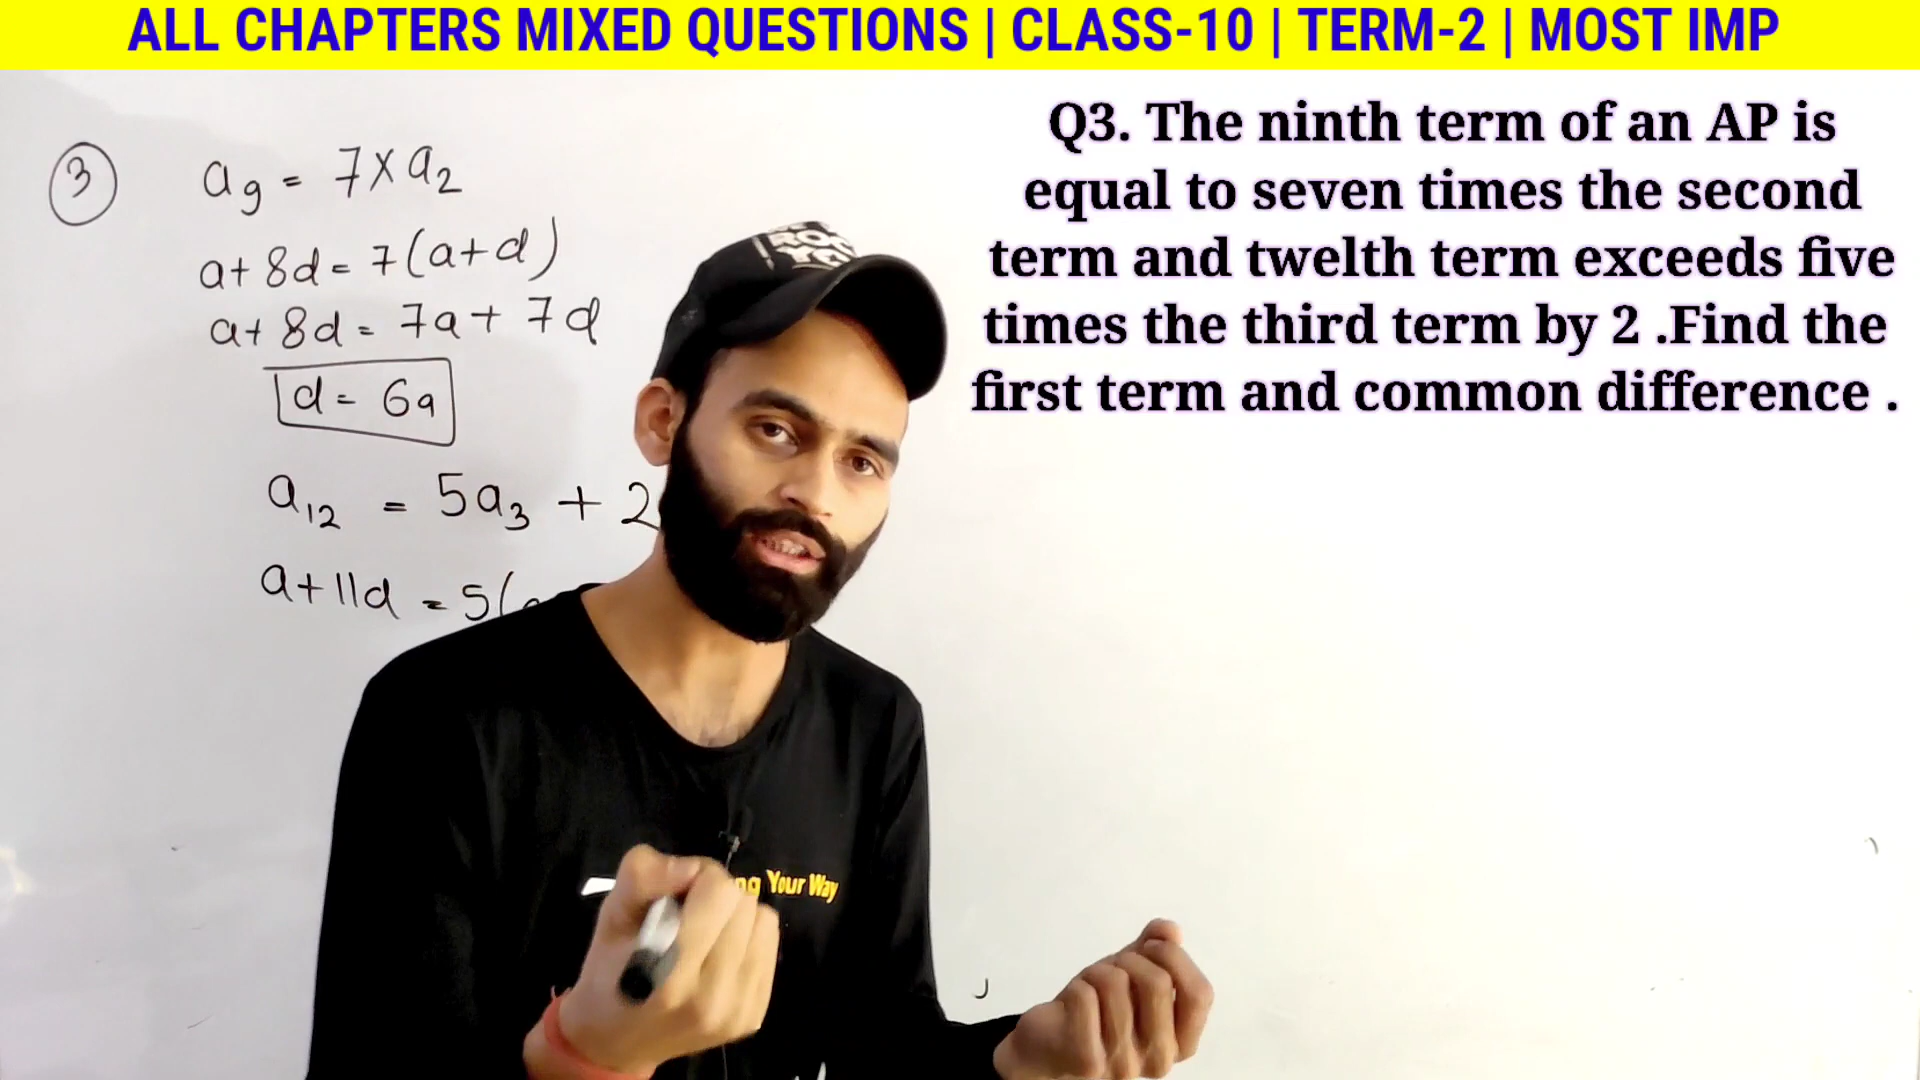 ALL CHAPTERS MIXED QUESTIONS | CLASS-10 | TERM-2 | MOST IMP
Q3. The ninth term of an AP is
equal to seven times the second
term and twelth term exceeds five
times the third term by 2 .Find the
first term and common difference .
3
a9 = 7 X a2
a+ 8d = 7(a+d)
a+ 8d = 7a+ 7d
d = 6a
a12 = 5a3 + 2
a+11d = 5(
Your Way